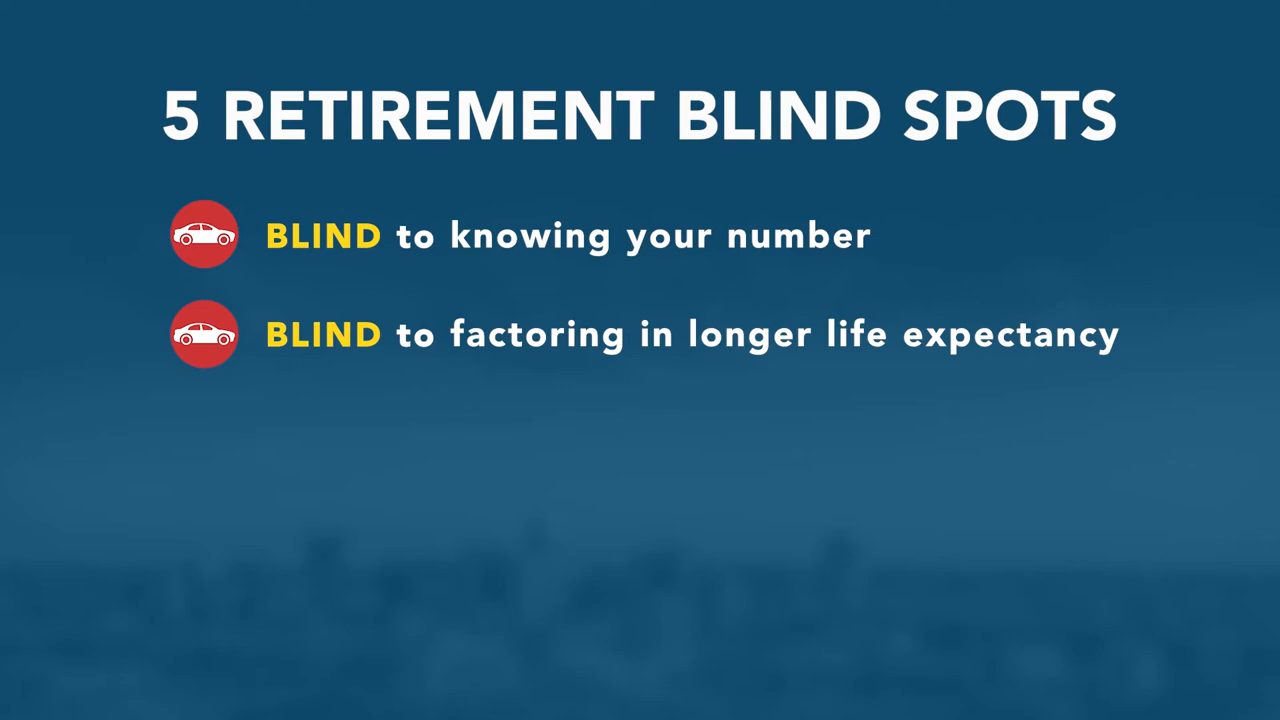 5 RETIREMENT BLIND SPOTS
BLIND to knowing your number
BLIND to factoring in longer life expectancy